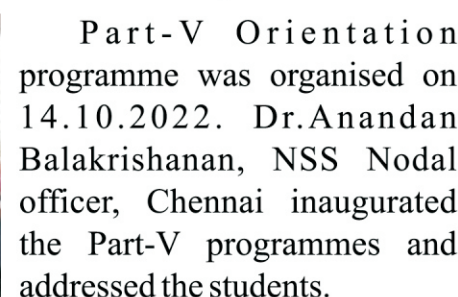 Part-V Orientation
programme was organised on
14.10.2022. Dr.Anandan
Balakrishanan, NSS Nodal
officer, Chennai inaugurated
the Part-V programmes and
addressed the students.